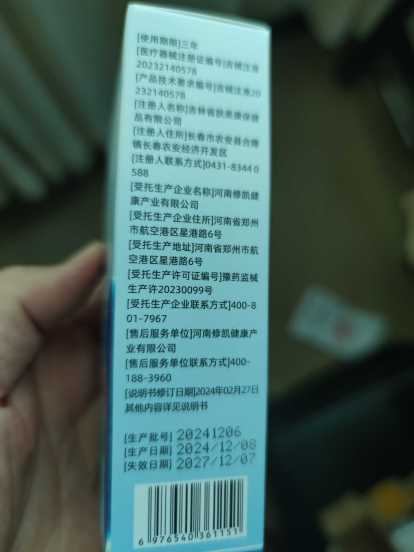 [使用期限]三年
[医疗器械注册证编号]吉械注准
20232140578
[产品技术要求编号]吉械注准20
232140578
[注册人名称]吉林省肤美康保健
品有限公司
[注册人住所]长春市农安县合隆
镇长春农安经济开发区
[注册人联系方式]0431-8344 0
588
[受托生产企业名称]河南修凯健
康产业有限公司
[受托生产企业住所]河南省郑州
市航空港区星港路6号
[受托生产地址]河南省郑州市航
空港区星港路6号
[受托生产许可证编号]豫药监械
生产许20230099号
[受托生产企业联系方式]400-8
01-7967
[售后服务单位]河南修凯健康产
业有限公司
[售后服务单位联系方式]400-
188-3960
[说明书修订日期]2024年02月27日
其他内容详见说明书
[生产批号] 20241206
[生产日期] 2024/12/08
[失效日期] 2027/12/07
6 976540 361151